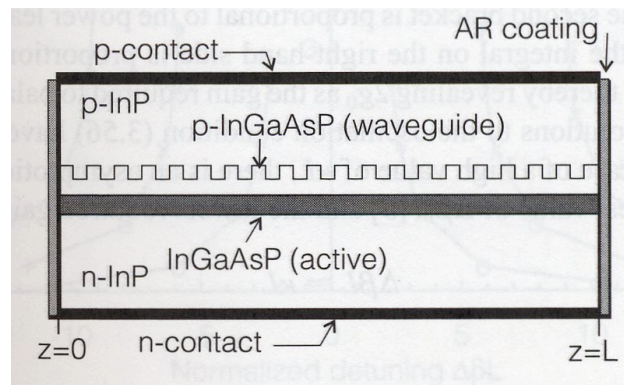 AR coating
p-contact
p-InP
p-InGaAsP (waveguide)
InGaAsP (active)
n-InP
n-contact
z=0
z=L